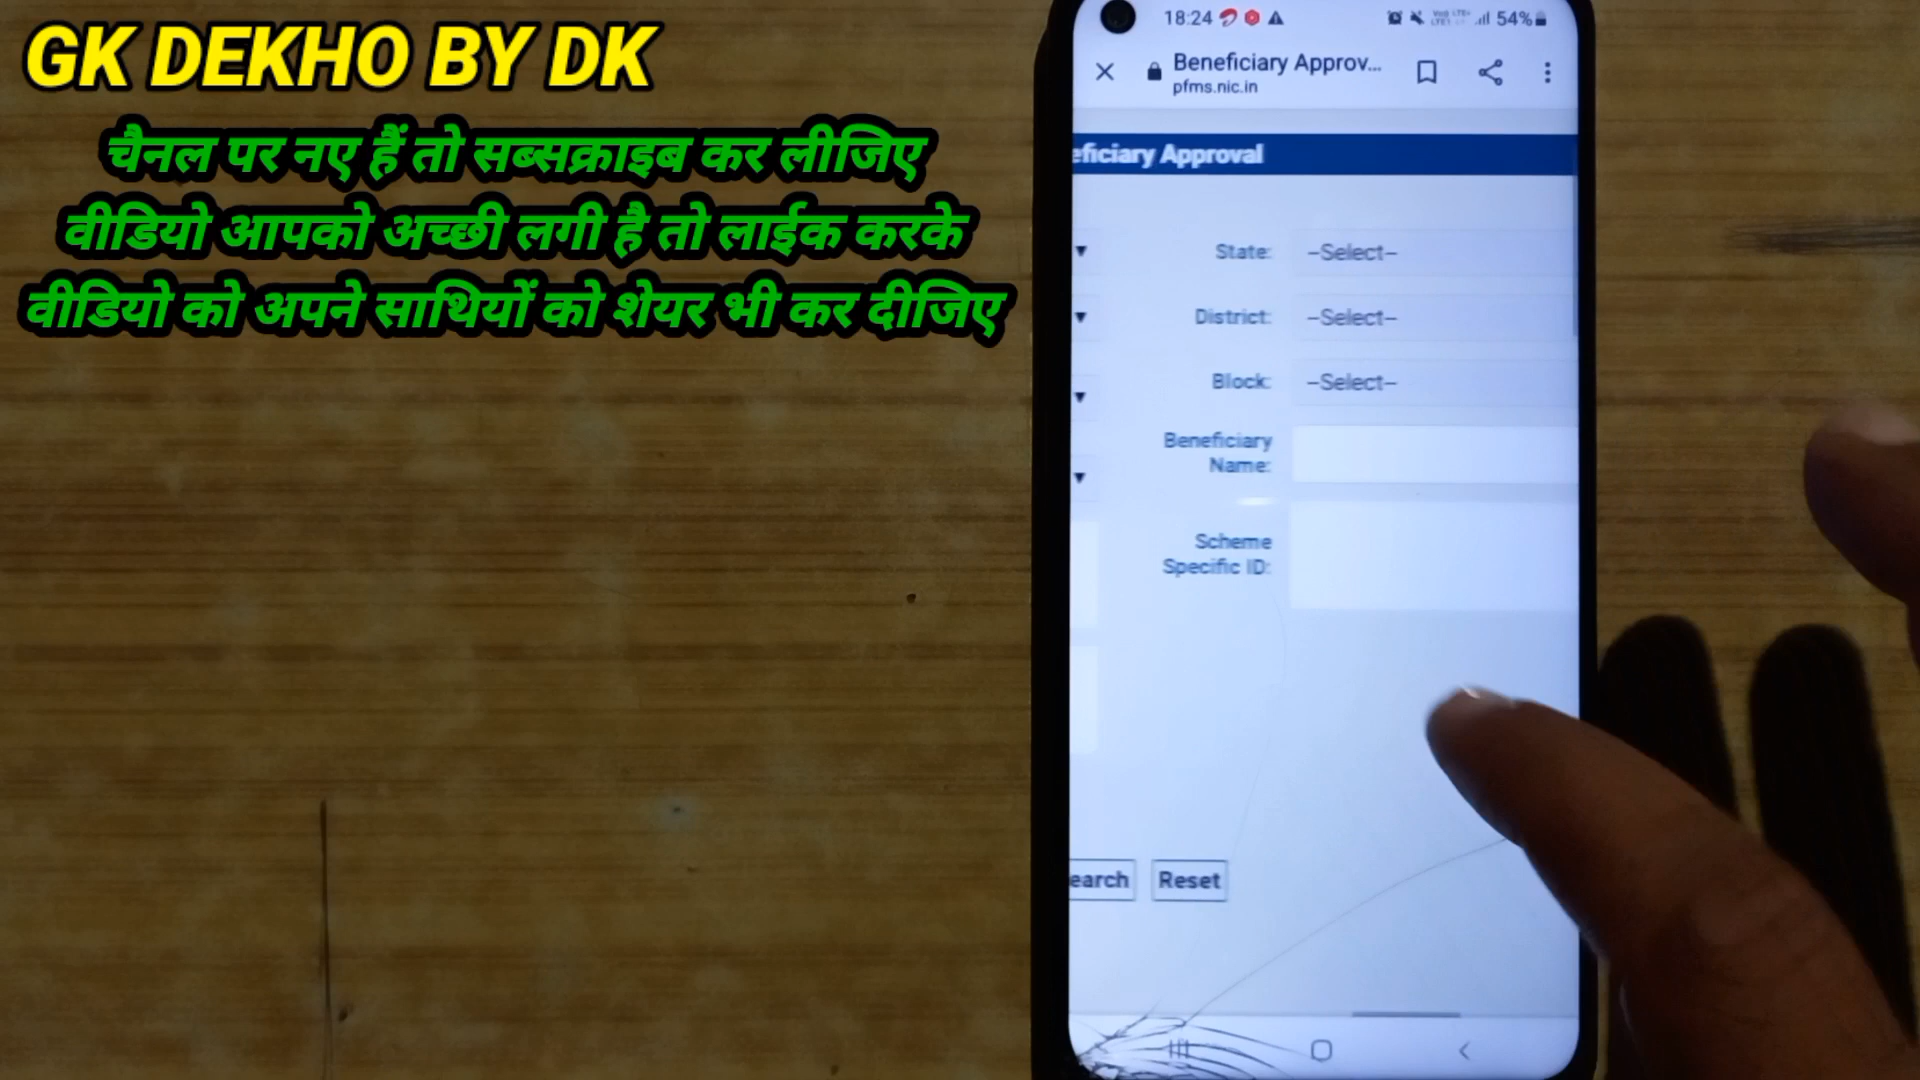 GK DEKHO BY DK
चैनल पर नए हैं तो सब्सक्राइब कर लीजिए
वीडियो आपको अच्छी लगी है तो लाईक करके
वीडियो को अपने साथियों को शेयर भी कर दीजिए
18:24
54%
Beneficiary Approv...
pfms.nic.in
eficiary Approval
State: --Select--
District: --Select--
Block: --Select--
Beneficiary
Name:
Scheme
Specific ID:
earch Reset